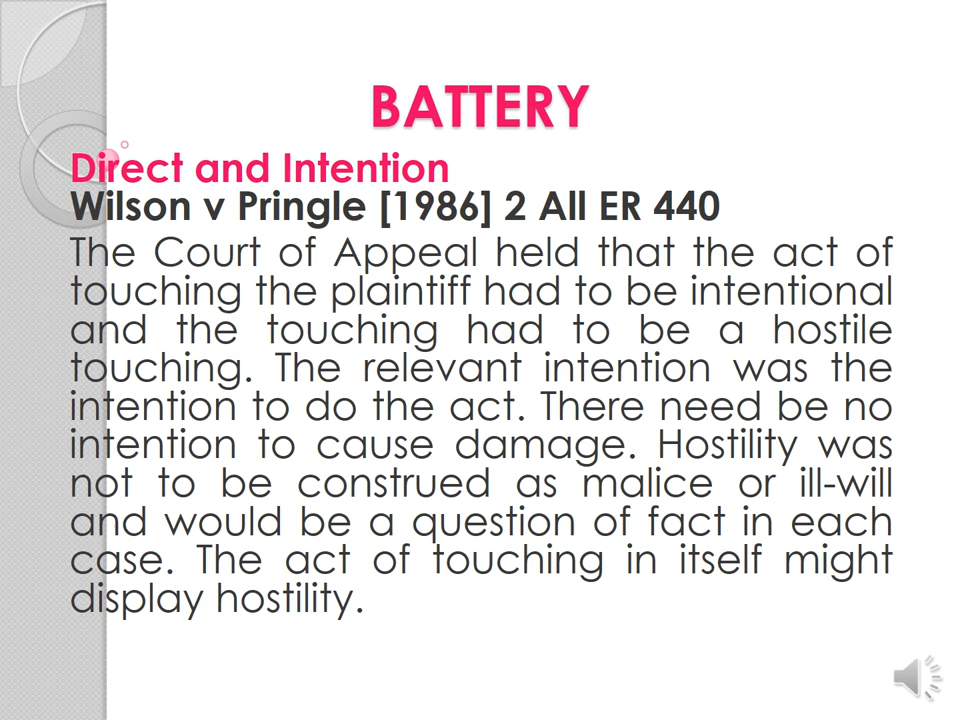 BATTERY
Direct and Intention
Wilson v Pringle [1986] 2 All ER 440
The Court of Appeal held that the act of
touching the plaintiff had to be intentional
and the touching had to be a hostile
touching. The relevant intention was the
intention to do the act. There need be no
intention to cause damage. Hostility was
not to be construed as malice or ill-will
and would be a question of fact in each
case. The act of touching in itself might
display hostility.